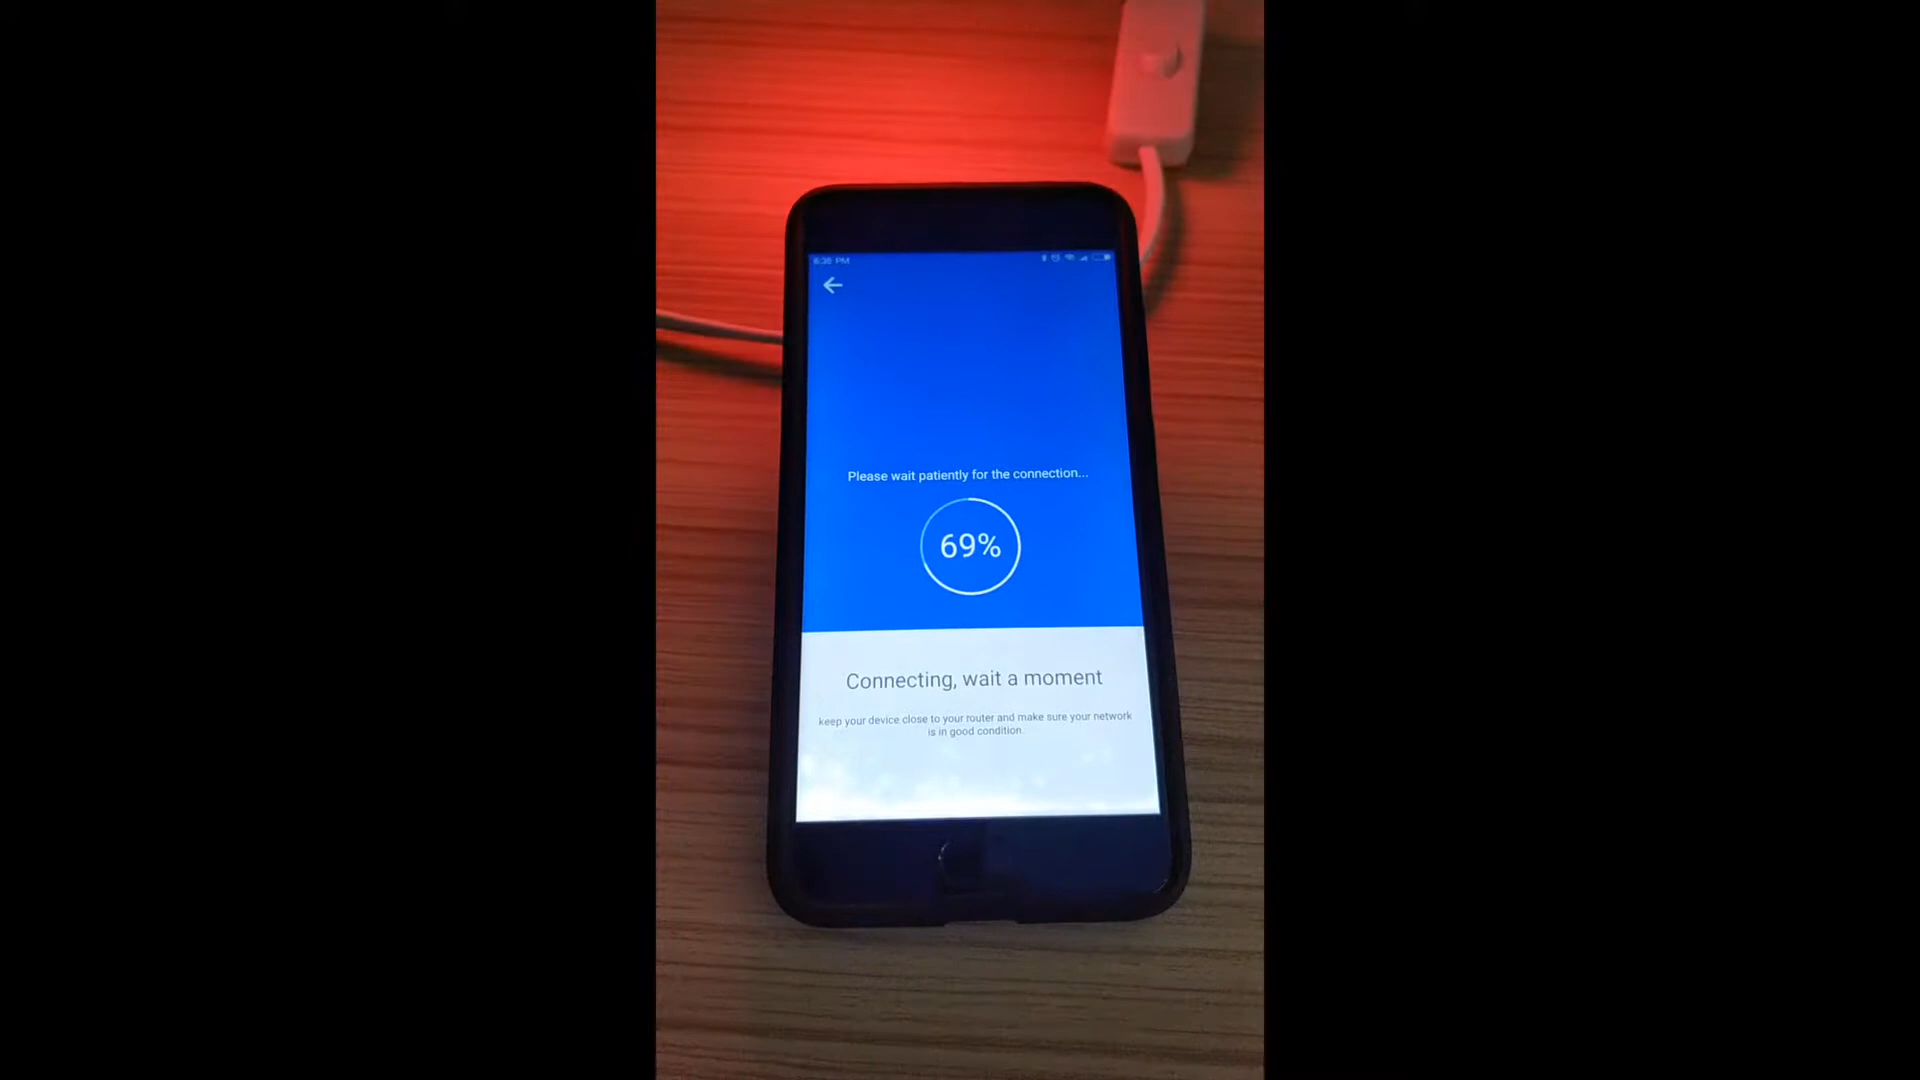 6:36 PM
Please wait patiently for the connection...
69%
Connecting, wait a moment
keep your device close to your router and make sure your network
is in good condition.